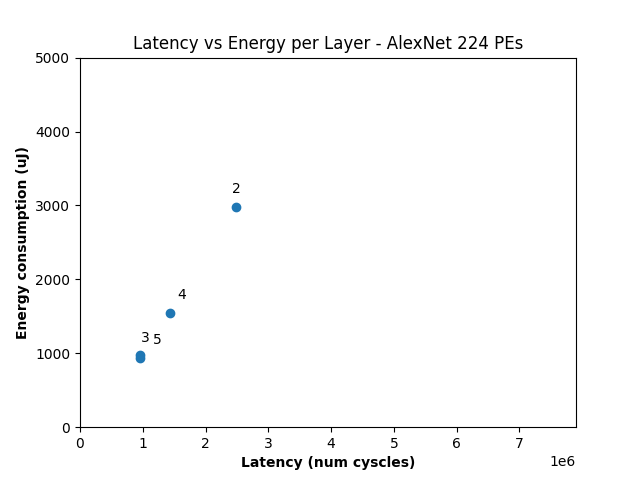 Latency vs Energy per Layer - AlexNet 224 PEs
5000
4000
3000
2000
1000
0
Energy consumption (uJ)
2
4
3
5
0 1 2 3 4 5 6 7
1e6
Latency (num cyscles)